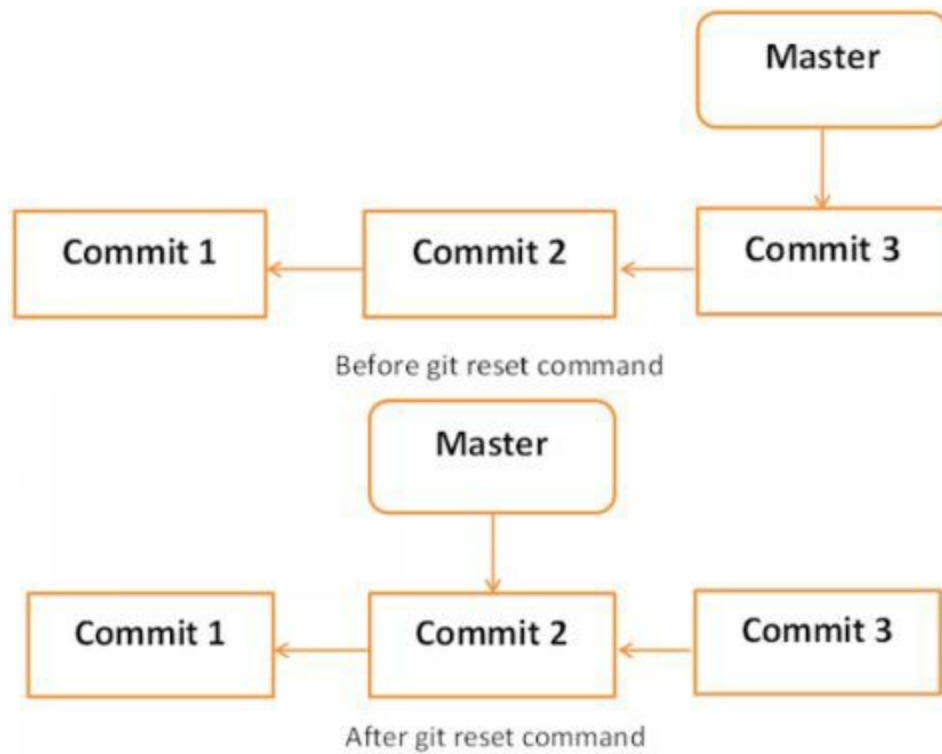 Master
Commit 1 Commit 2 Commit 3
Before git reset command
Master
Commit 1 Commit 2 Commit 3
After git reset command